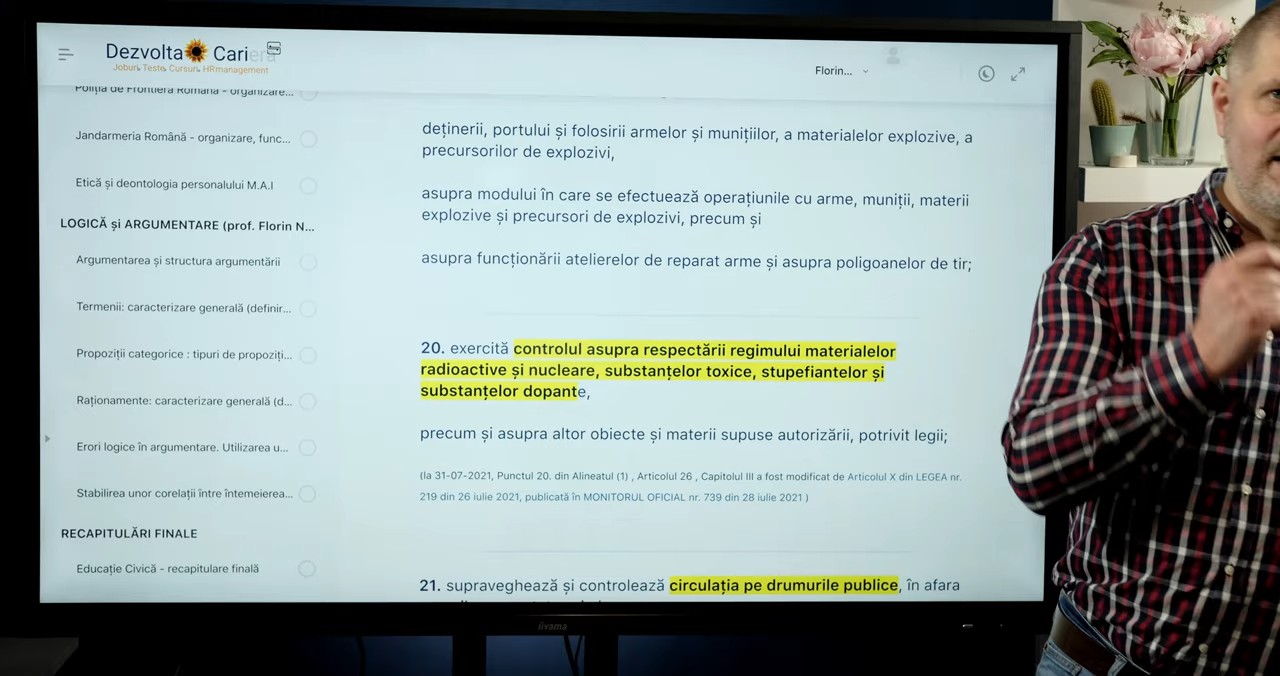 Dezvolta Cariera
Joburi, Teste, Cursuri, HRmanagement
Florin...
Poliția de Frontieră Română - organizare...
Jandarmeria Română - organizare, func...
Etică și deontologia personalului M.A.I
LOGICĂ și ARGUMENTARE (prof. Florin N...
Argumentarea și structura argumentării
Termenii: caracterizare generală (definir...
Propoziții categorice : tipuri de propoziți...
Raționamente: caracterizare generală (d...
Erori logice în argumentare. Utilizarea u...
Stabilirea unor corelații între întemeierea...
RECAPITULĂRI FINALE
Educație Civică - recapitulare finală
deținerii, portului și folosirii armelor și munițiilor, a materialelor explozive, a
precursorilor de explozivi,
asupra modului în care se efectuează operațiunile cu arme, muniții, materii
explozive și precursori de explozivi, precum și
asupra funcționării atelierelor de reparat arme și asupra poligoanelor de tir;
20. exercită controlul asupra respectării regimului materialelor
radioactive și nucleare, substanțelor toxice, stupefiantelor și
substanțelor dopante,
precum și asupra altor obiecte și materii supuse autorizării, potrivit legii;
(la 31-07-2021, Punctul 20. din Alineatul (1) , Articolul 26 , Capitolul III a fost modificat de Articolul X din LEGEA nr.
219 din 26 iulie 2021, publicată în MONITORUL OFICIAL nr. 739 din 28 iulie 2021 )
21. supraveghează și controlează circulația pe drumurile publice, în afara
iiyama